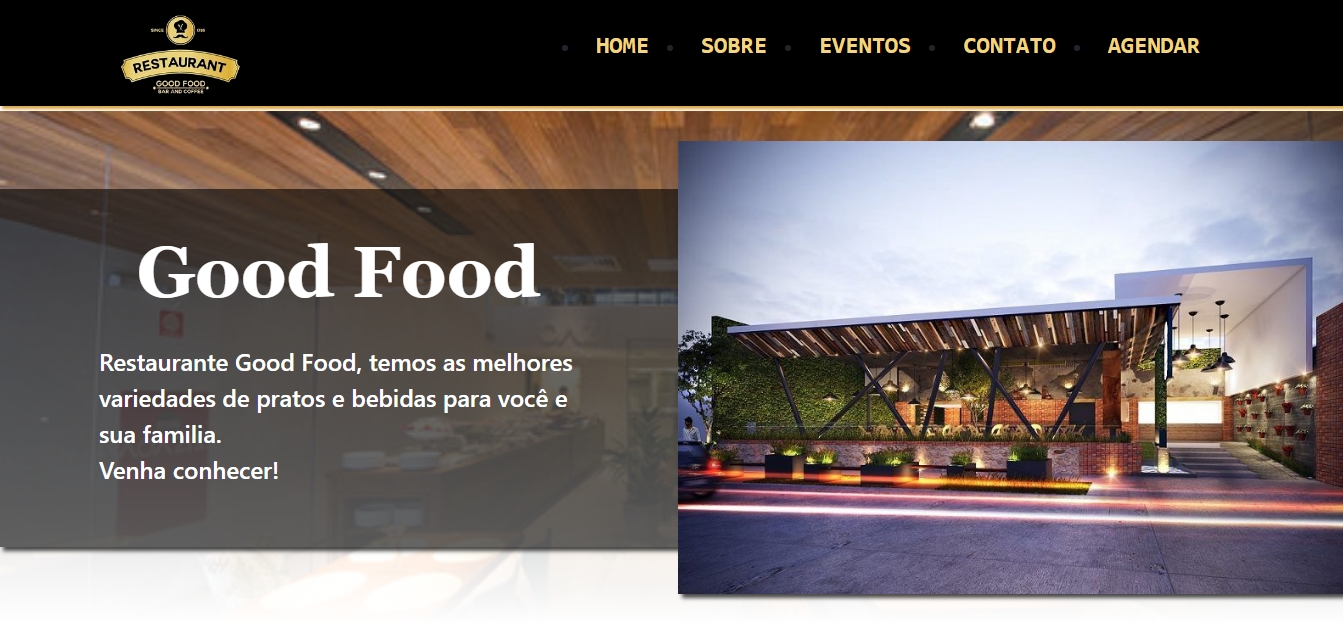 SINCE 1998
RESTAURANT
GOOD FOOD
BAR AND COFFEE
HOME SOBRE EVENTOS CONTATO AGENDAR
Good Food
Restaurante Good Food, temos as melhores
variedades de pratos e bebidas para você e
sua familia.
Venha conhecer!